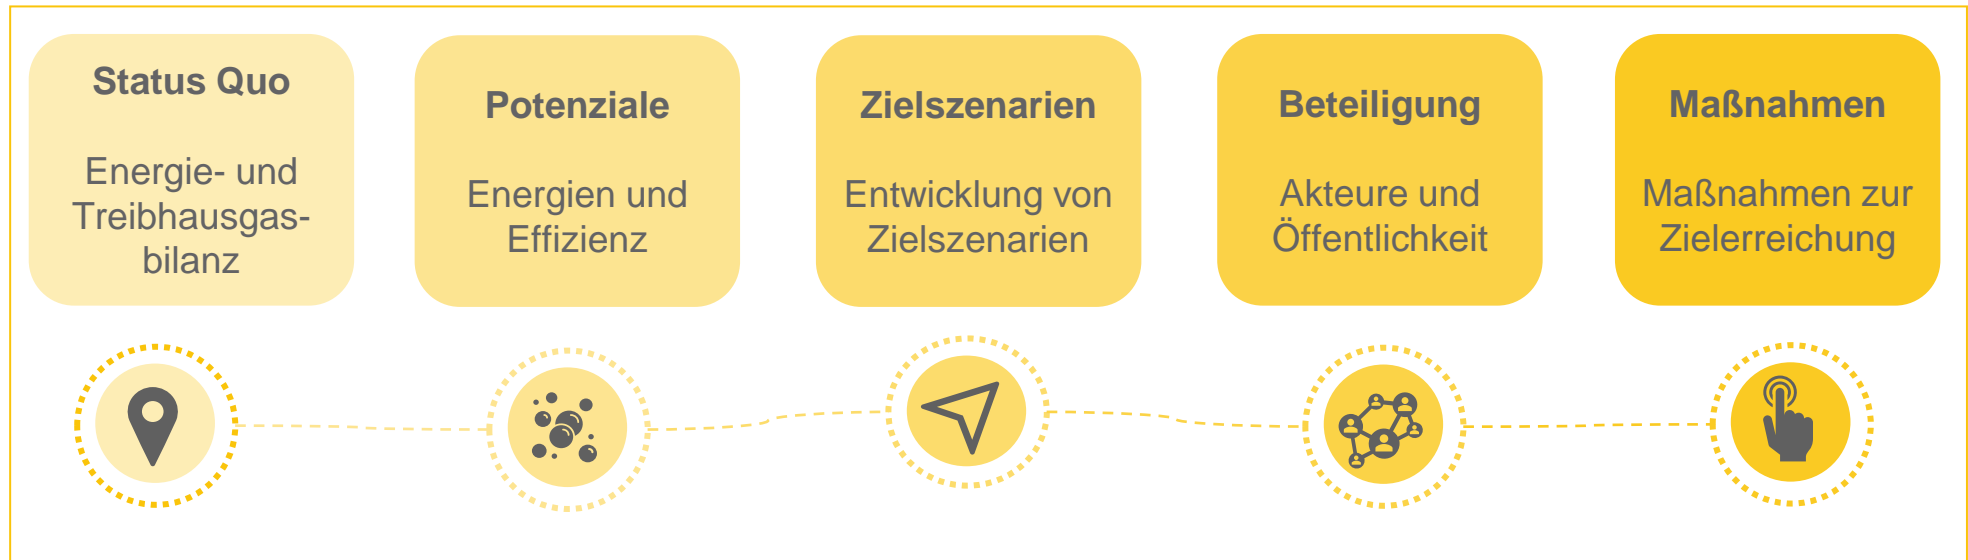 Status Quo
Energie- und
Treibhausgas-
bilanz
Potenziale
Energien und
Effizienz
Zielszenarien
Entwicklung von
Zielszenarien
Beteiligung
Akteure und
Öffentlichkeit
Maßnahmen
Maßnahmen zur
Zielerreichung